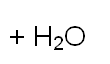 + H₂O